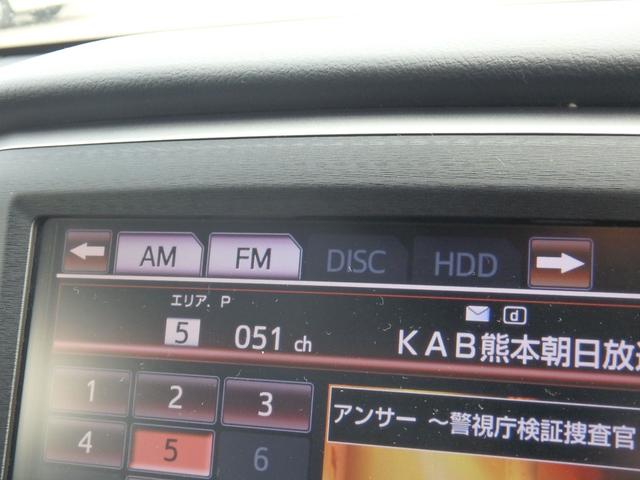 AM FM DISC HDD
エリア. P
5 051 ch
KAB熊本朝日放
1 2 3
アンサー ～警視庁検証捜査官
4 5 6